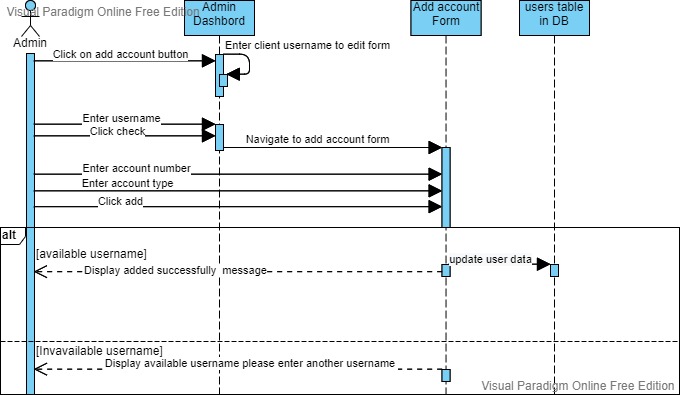 Visual Paradigm Online Free Edition
Admin
Dashbord
Add account
Form
users table
in DB
Admin
Enter client username to edit form
Click on add account button
Enter username
Click check
Navigate to add account form
Enter account number
Enter account type
Click add
alt
[available username]
update user data
Display added successfully message
[Invavailable username]
Display available username please enter another username
Visual Paradigm Online Free Edition